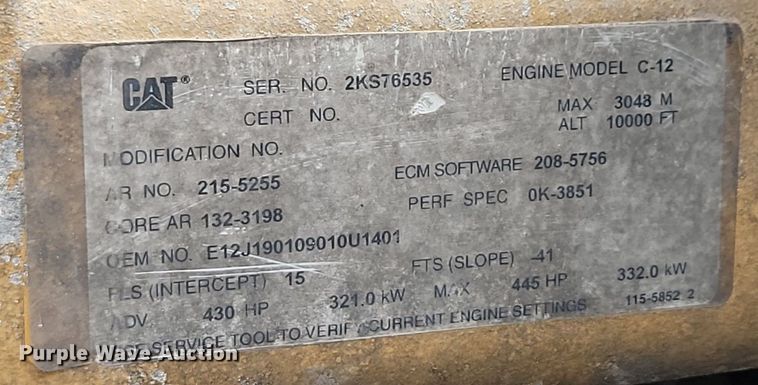 CAT®
SER. NO. 2KS76535 ENGINE MODEL C-12
CERT NO. MAX 3048 M
ALT 10000 FT
MODIFICATION NO.
AR NO. 215-5255 ECM SOFTWARE 208-5756
CORE AR 132-3198 PERF SPEC 0K-3851
OEM NO. E12J190109010U1401
FLS (INTERCEPT) 15 FTS (SLOPE) -41
ADV 430 HP 321.0 kW MAX 445 HP 332.0 kW
SERVICE TOOL TO VERIFY CURRENT ENGINE SETTINGS 115-5852 2
Purple Wave Auction